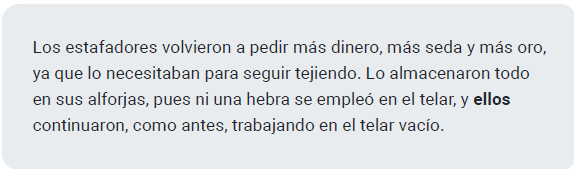 Los estafadores volvieron a pedir más dinero, más seda y más oro,
ya que lo necesitaban para seguir tejiendo. Lo almacenaron todo
en sus alforjas, pues ni una hebra se empleó en el telar, y ellos
continuaron, como antes, trabajando en el telar vacío.